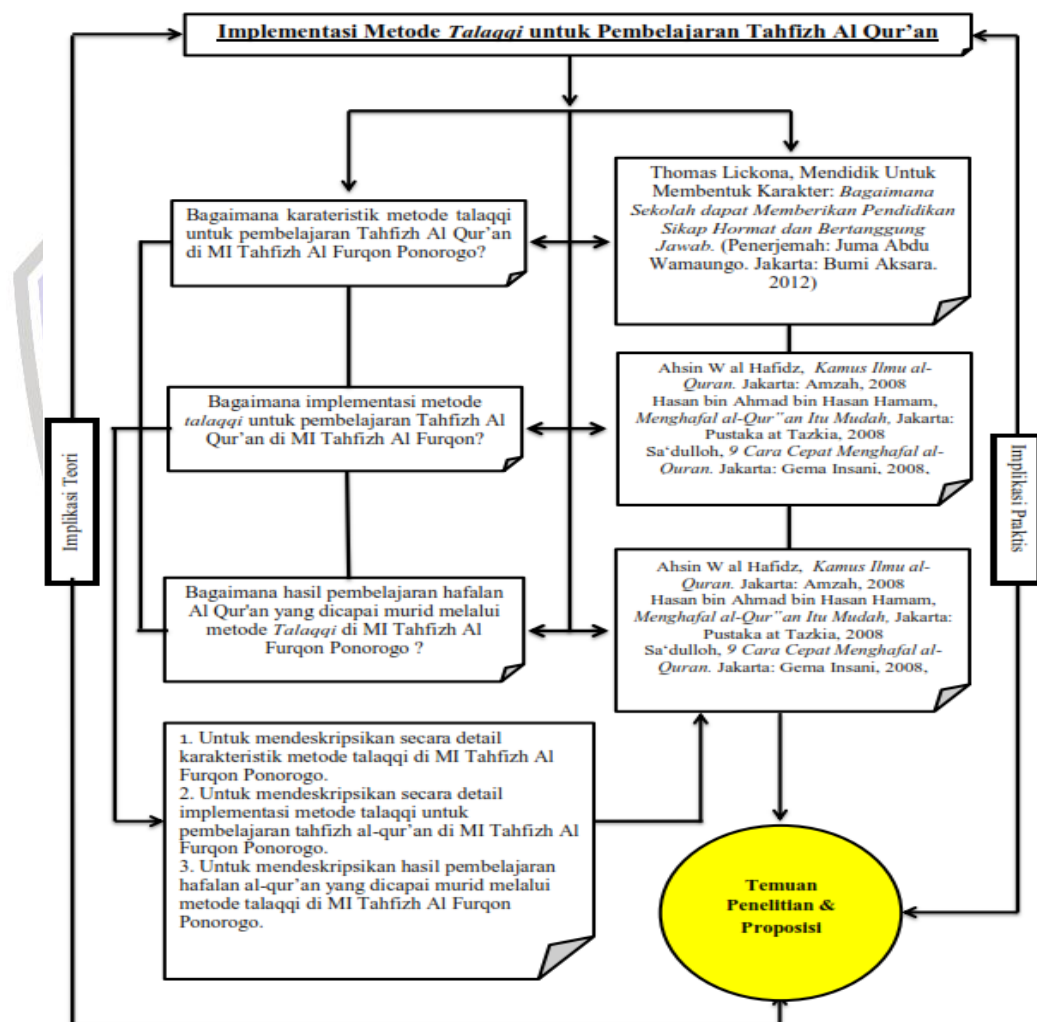 Implementasi Metode Talaqqi untuk Pembelajaran Tahfizh Al Qur’an
Bagaimana karateristik metode talaqqi
untuk pembelajaran Tahfizh Al Qur’an
di MI Tahfizh Al Furqon Ponorogo?
Thomas Lickona, Mendidik Untuk
Membentuk Karakter: Bagaimana
Sekolah dapat Memberikan Pendidikan
Sikap Hormat dan Bertanggung
Jawab. (Penerjemah: Juma Abdu
Wamaungo. Jakarta: Bumi Aksara.
2012)
Bagaimana implementasi metode
talaqqi untuk pembelajaran Tahfizh Al
Qur’an di MI Tahfizh Al Furqon?
Ahsin W al Hafidz, Kamus Ilmu al-
Quran. Jakarta: Amzah, 2008
Hasan bin Ahmad bin Hasan Hamam,
Menghafal al-Qur"an Itu Mudah, Jakarta:
Pustaka at Tazkia, 2008
Sa‘dulloh, 9 Cara Cepat Menghafal al-
Quran. Jakarta: Gema Insani, 2008,
Implikasi Teori
Implikasi Praktis
Bagaimana hasil pembelajaran hafalan
Al Qur'an yang dicapai murid melalui
metode Talaqqi di MI Tahfizh Al
Furqon Ponorogo ?
Ahsin W al Hafidz, Kamus Ilmu al-
Quran. Jakarta: Amzah, 2008
Hasan bin Ahmad bin Hasan Hamam,
Menghafal al-Qur"an Itu Mudah, Jakarta:
Pustaka at Tazkia, 2008
Sa‘dulloh, 9 Cara Cepat Menghafal al-
Quran. Jakarta: Gema Insani, 2008,
1. Untuk mendeskripsikan secara detail
karakteristik metode talaqqi di MI Tahfizh Al
Furqon Ponorogo.
2. Untuk mendeskripsikan secara detail
implementasi metode talaqqi untuk
pembelajaran tahfizh al-qur’an di MI Tahfizh Al
Furqon Ponorogo.
3. Untuk mendeskripsikan hasil pembelajaran
hafalan al-qur’an yang dicapai murid melalui
metode talaqqi di MI Tahfizh Al Furqon
Ponorogo.
Temuan
Penelitian &
Proposisi